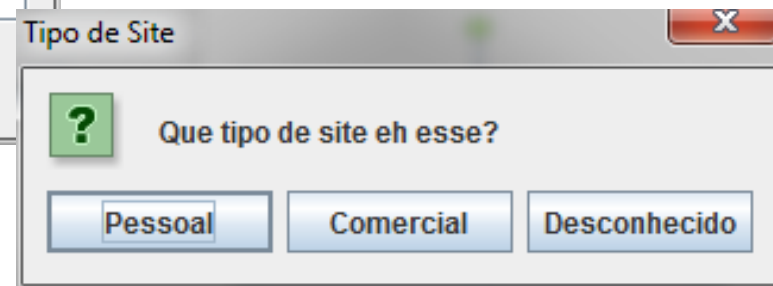 Tipo de Site
Que tipo de site eh esse?
Pessoal Comercial Desconhecido